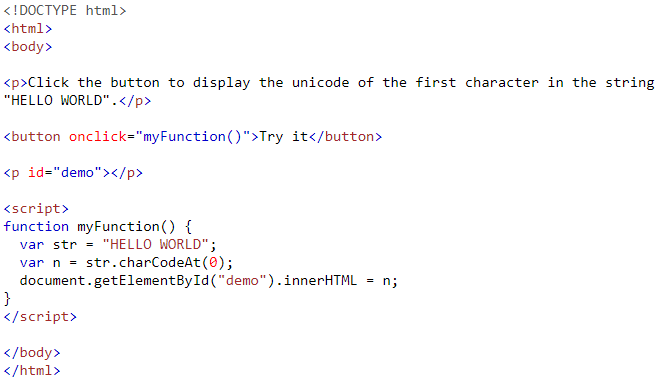 <!DOCTYPE html>
<html>
<body>

<p>Click the button to display the unicode of the first character in the string
"HELLO WORLD".</p>

<button onclick="myFunction()">Try it</button>

<p id="demo"></p>

<script>
function myFunction() {
  var str = "HELLO WORLD";
  var n = str.charCodeAt(0);
  document.getElementById("demo").innerHTML = n;
}
</script>

</body>
</html>